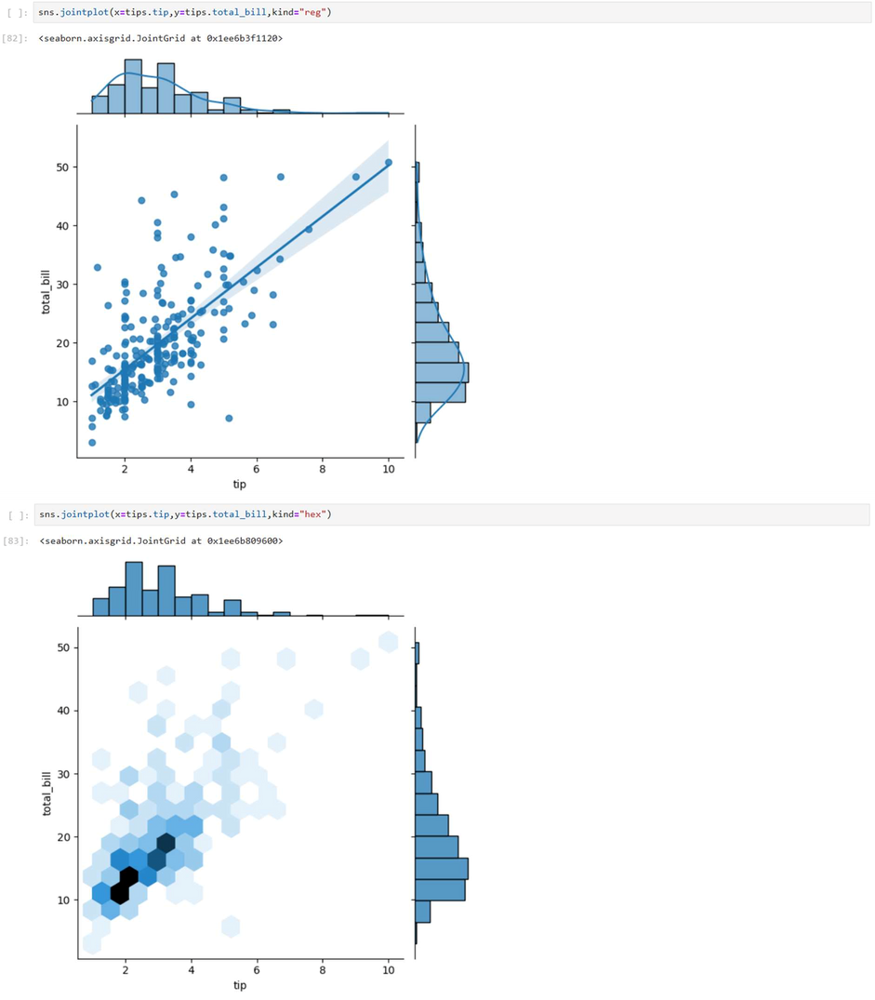 [ ]: sns.jointplot(x=tips.tip,y=tips.total_bill,kind="reg")
[82]: <seaborn.axisgrid.JointGrid at 0x1ee6b3f1120>
50
40
30
20
10
total_bill
2 4 6 8 10
tip
[ ]: sns.jointplot(x=tips.tip,y=tips.total_bill,kind="hex")
[83]: <seaborn.axisgrid.JointGrid at 0x1ee6b809600>
50
40
30
20
10
total_bill
2 4 6 8 10
tip